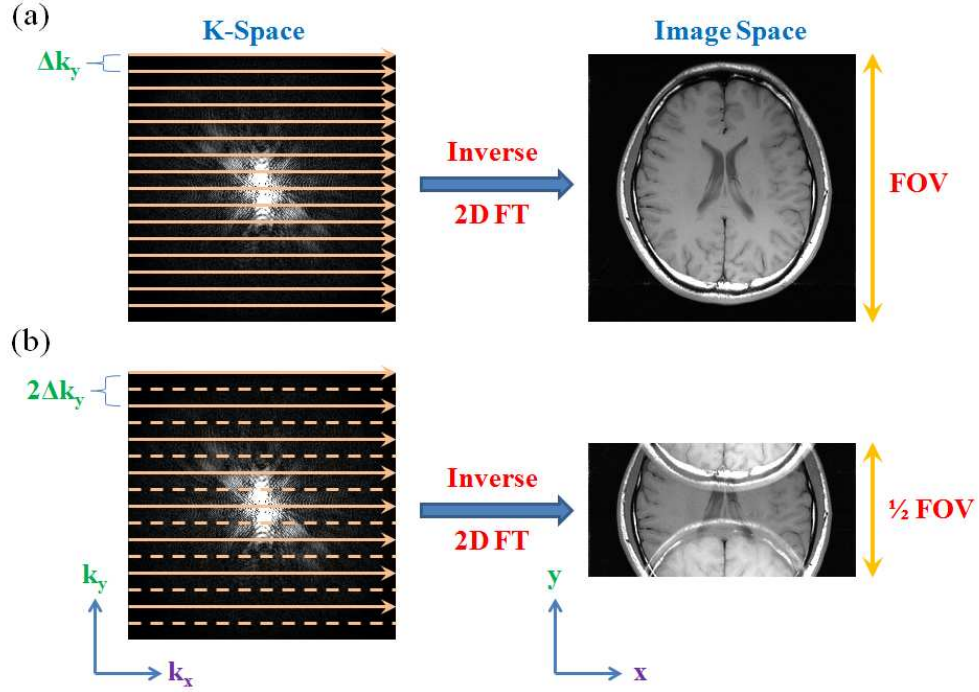 (a)
K-Space
Image Space
Δky
Inverse
2D FT
FOV
(b)
2Δky
Inverse
2D FT
½ FOV
ky
kx
y
x